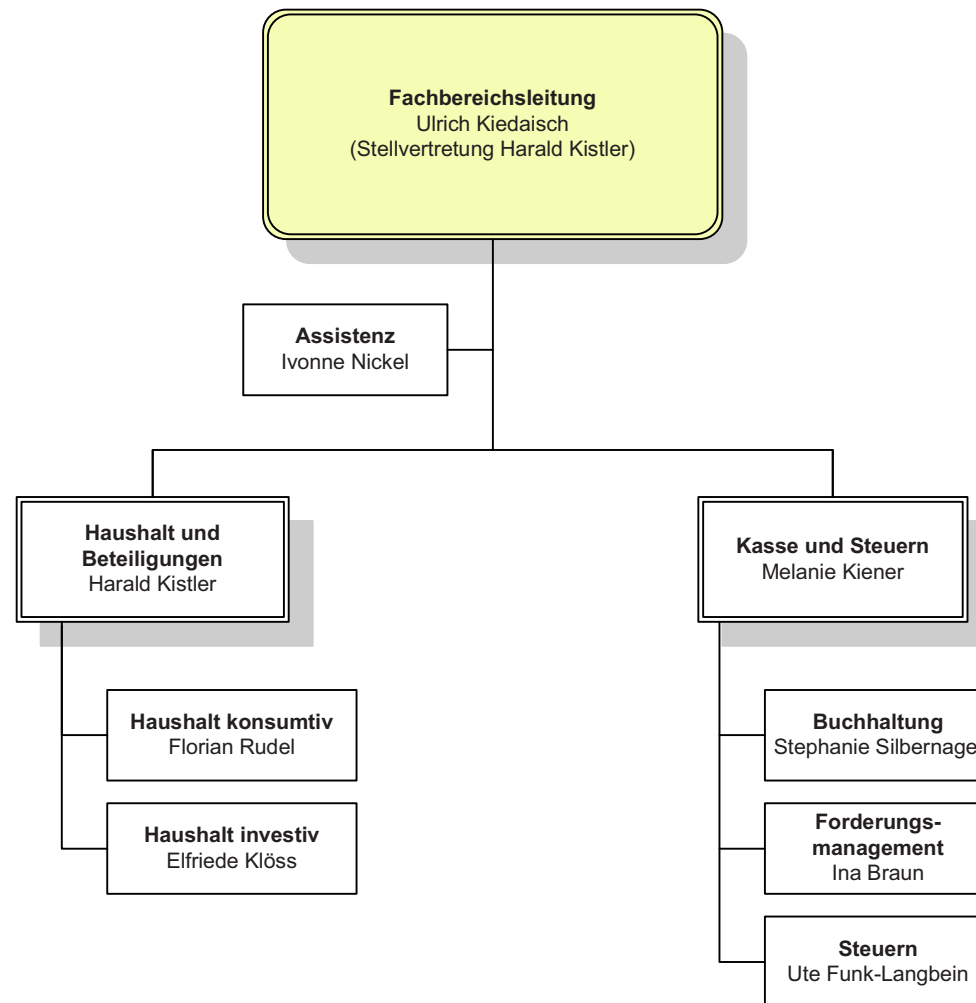 Fachbereichsleitung
Ulrich Kiedaisch
(Stellvertretung Harald Kistler)
Assistenz
Ivonne Nickel
Haushalt und
Beteiligungen
Harald Kistler
Haushalt konsumtiv
Florian Rudel
Haushalt investiv
Elfriede Klöss
Kasse und Steuern
Melanie Kiener
Buchhaltung
Stephanie Silbernage
Forderungs-
management
Ina Braun
Steuern
Ute Funk-Langbein